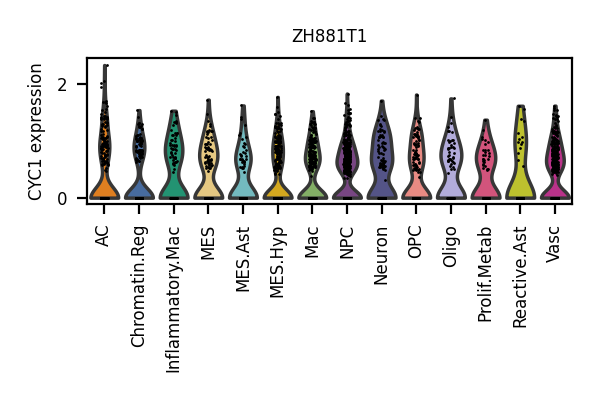 ZH881T1
CYC1 expression
2
0
AC
Chromatin.Reg
Inflammatory.Mac
MES
MES.Ast
MES.Hyp
Mac
NPC
Neuron
OPC
Oligo
Prolif.Metab
Reactive.Ast
Vasc